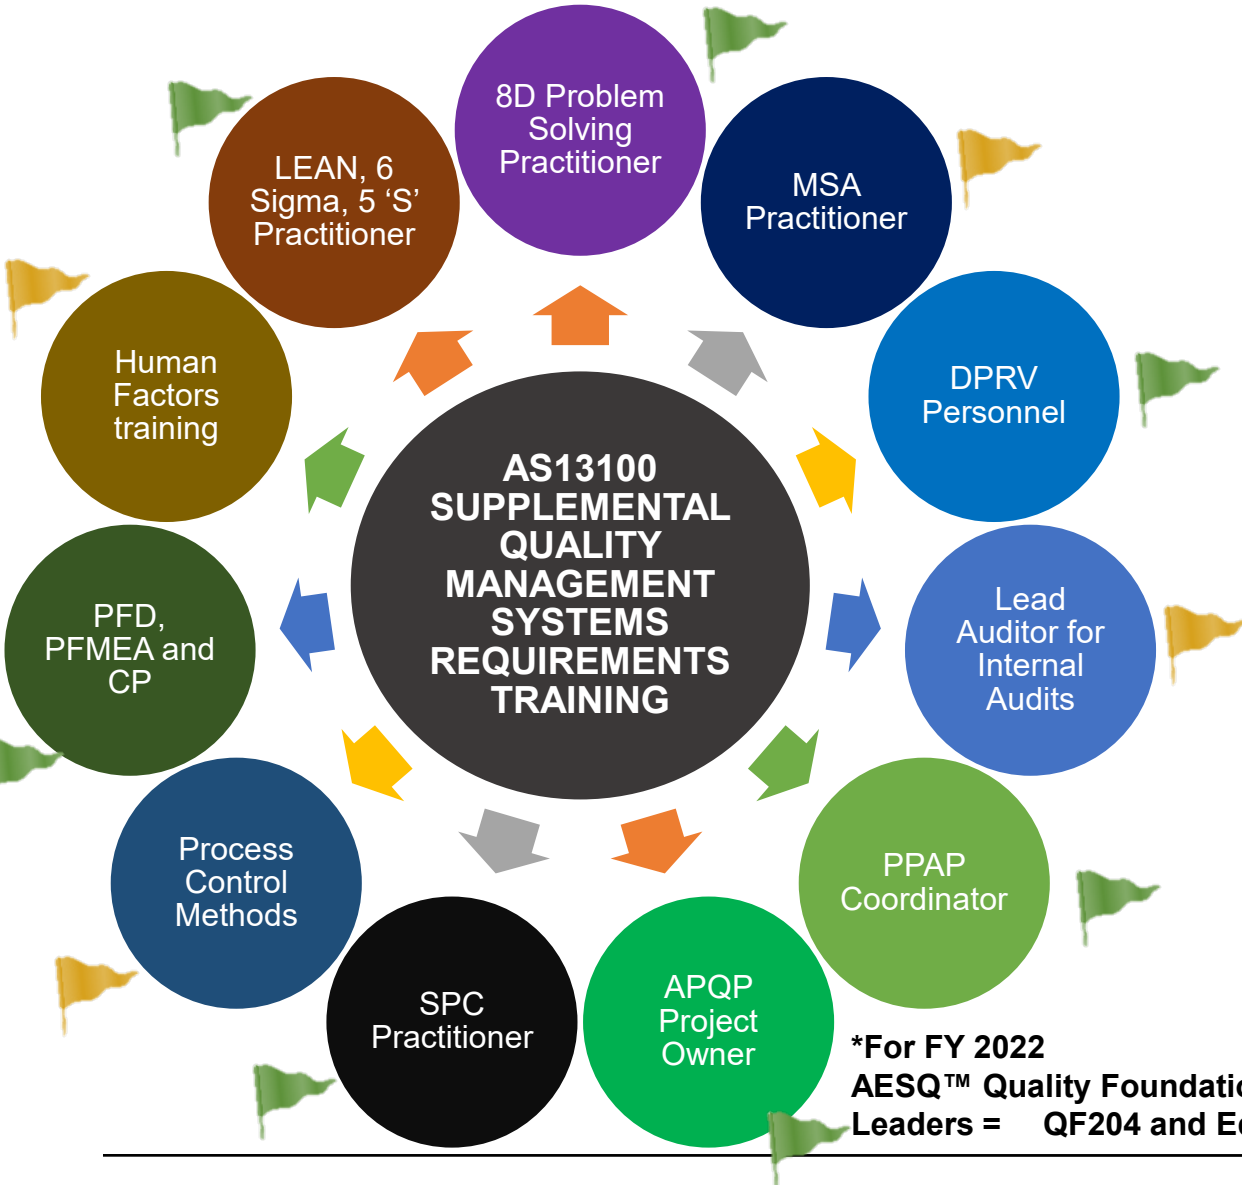 8D Problem
Solving
Practitioner
MSA
Practitioner
DPRV
Personnel
Lead
Auditor for
Internal
Audits
PPAP
Coordinator
APQP
Project
Owner
SPC
Practitioner
Process
Control
Methods
PFD,
PFMEA and
CP
Human
Factors
training
LEAN, 6
Sigma, 5 ‘S’
Practitioner
AS13100
SUPPLEMENTAL
QUALITY
MANAGEMENT
SYSTEMS
REQUIREMENTS
TRAINING
*For FY 2022
AESQ™ Quality
Leaders = QF204 and